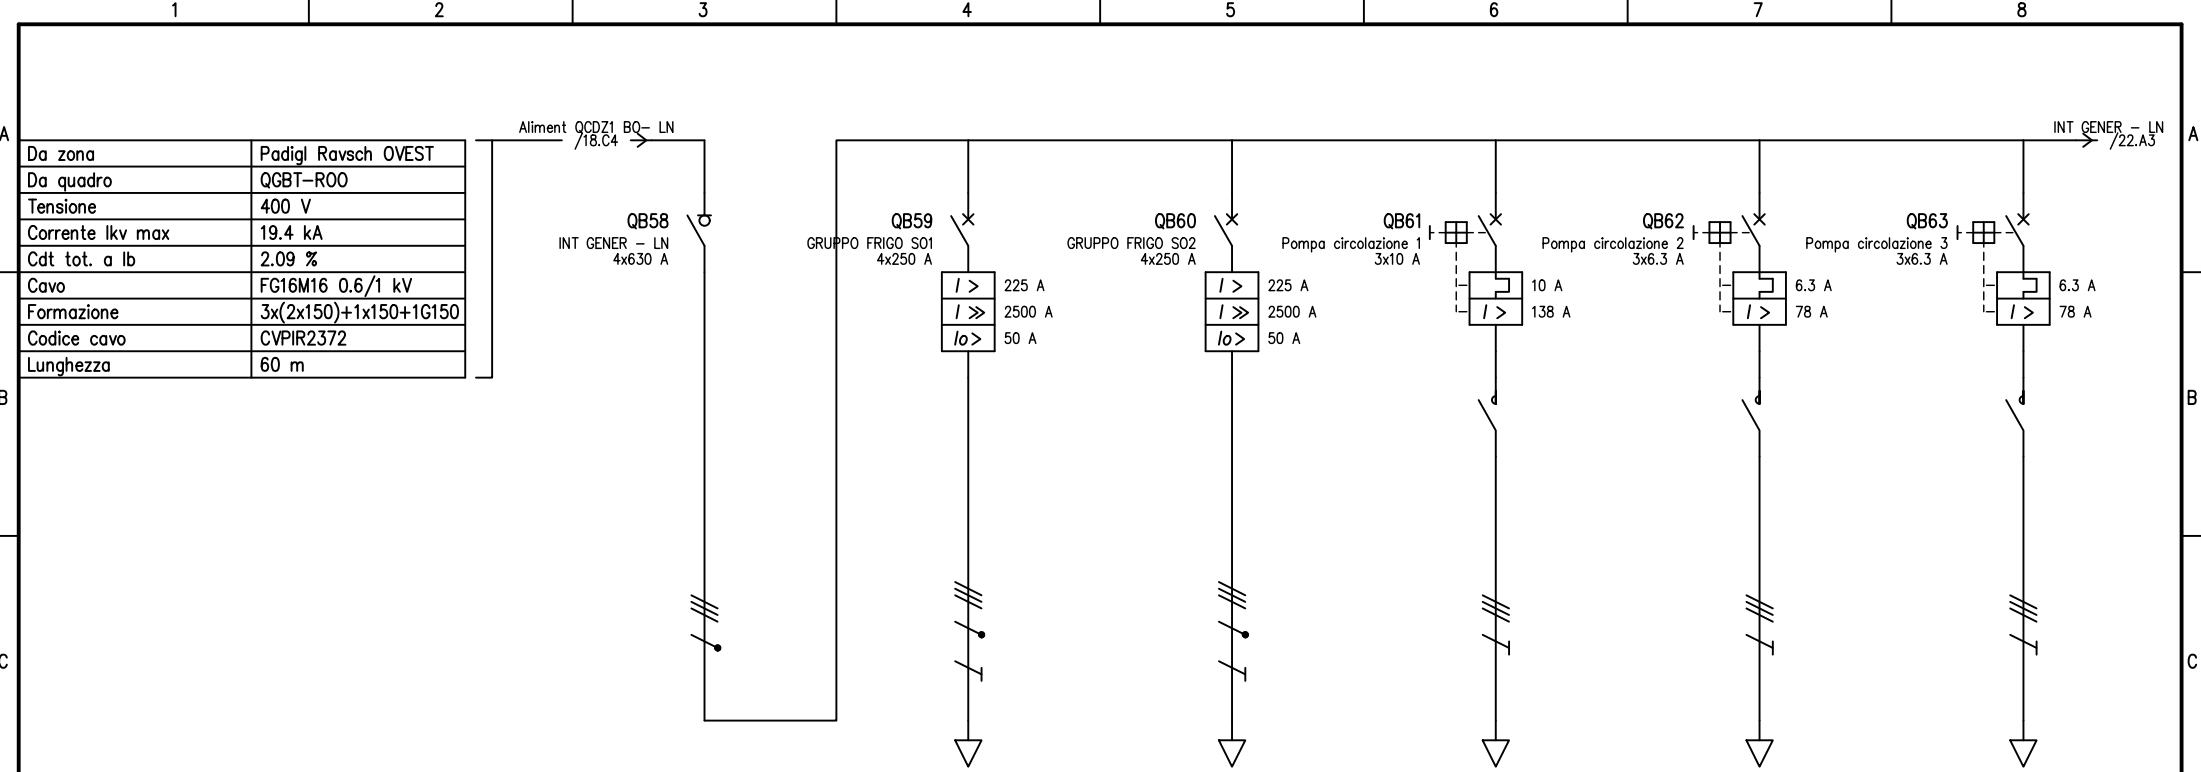 1 2 3 4 5 6 7 8
A A
Aliment QCDZ1 BO- LN
/18.C4
INT GENER - LN
/22.A3
Da zona Padigl Ravsch OVEST
Da quadro QGBT-R00
Tensione 400 V
Corrente Ikv max 19.4 kA
Cdt tot. a Ib 2.09 %
Cavo FG16M16 0.6/1 kV
Formazione 3x(2x150)+1x150+1G150
Codice cavo CVPIR2372
Lunghezza 60 m
QB58
INT GENER - LN
4x630 A
QB59
GRUPPO FRIGO S01
4x250 A
I > 225 A
I >> 2500 A
Io> 50 A
QB60
GRUPPO FRIGO S02
4x250 A
I > 225 A
I >> 2500 A
Io> 50 A
QB61
Pompa circolazione 1
3x10 A
10 A
I > 138 A
QB62
Pompa circolazione 2
3x6.3 A
6.3 A
I > 78 A
QB63
Pompa circolazione 3
3x6.3 A
6.3 A
I > 78 A
B B
C C